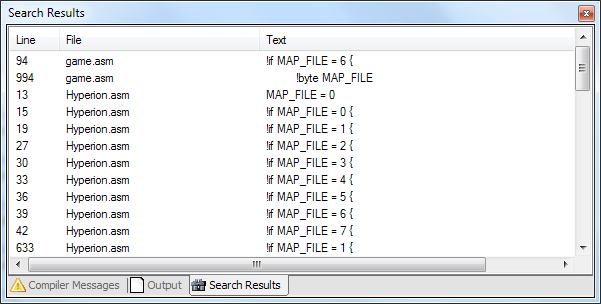 Search Results
Line File Text
94 game.asm !if MAP_FILE = 6 {
994 game.asm !byte MAP_FILE
13 Hyperion.asm MAP_FILE = 0
15 Hyperion.asm !if MAP_FILE = 0 {
19 Hyperion.asm !if MAP_FILE = 1 {
27 Hyperion.asm !if MAP_FILE = 2 {
30 Hyperion.asm !if MAP_FILE = 3 {
33 Hyperion.asm !if MAP_FILE = 4 {
36 Hyperion.asm !if MAP_FILE = 5 {
39 Hyperion.asm !if MAP_FILE = 6 {
42 Hyperion.asm !if MAP_FILE = 7 {
633 Hyperion.asm !if MAP_FILE = 1 {
Compiler Messages Output Search Results